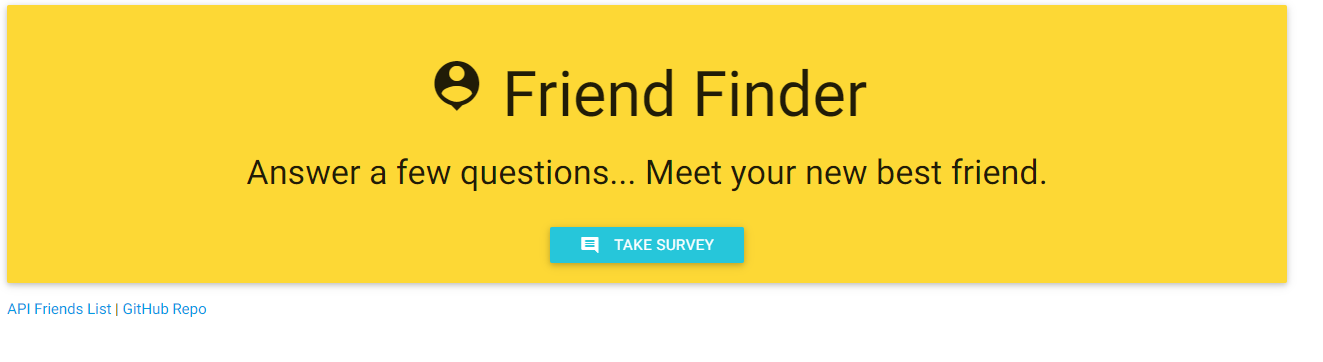 Friend Finder
Answer a few questions... Meet your new best friend.
TAKE SURVEY
API Friends List | GitHub Repo